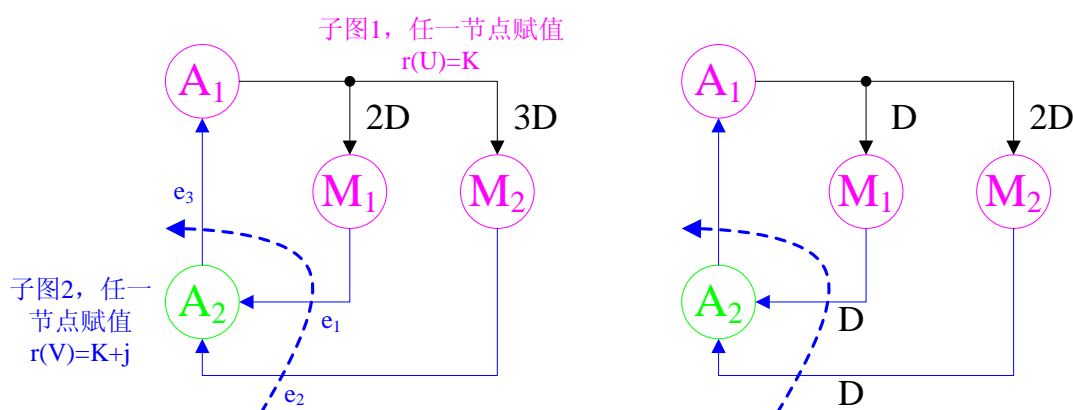 子图1，任一节点赋值
r(U)=K
A₁
2D
3D
M₁
M₂
e₃
子图2，任一
节点赋值
r(V)=K+j
A₂
e₁
e₂
A₁
D
2D
M₁
M₂
A₂
D
D